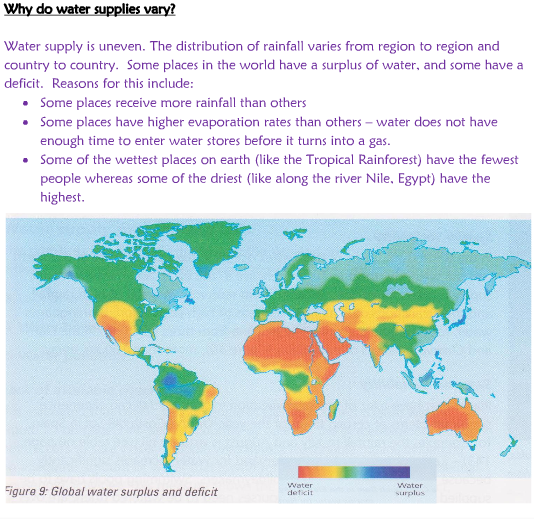 Why do water supplies vary?
Water supply is uneven. The distribution of rainfall varies from region to region and
country to country. Some places in the world have a surplus of water, and some have a
deficit. Reasons for this include:
• Some places receive more rainfall than others
• Some places have higher evaporation rates than others – water does not have
enough time to enter water stores before it turns into a gas.
• Some of the wettest places on earth (like the Tropical Rainforest) have the fewest
people whereas some of the driest (like along the river Nile, Egypt) have the
highest.
Figure 9: Global water surplus and deficit
Water deficit
Water surplus